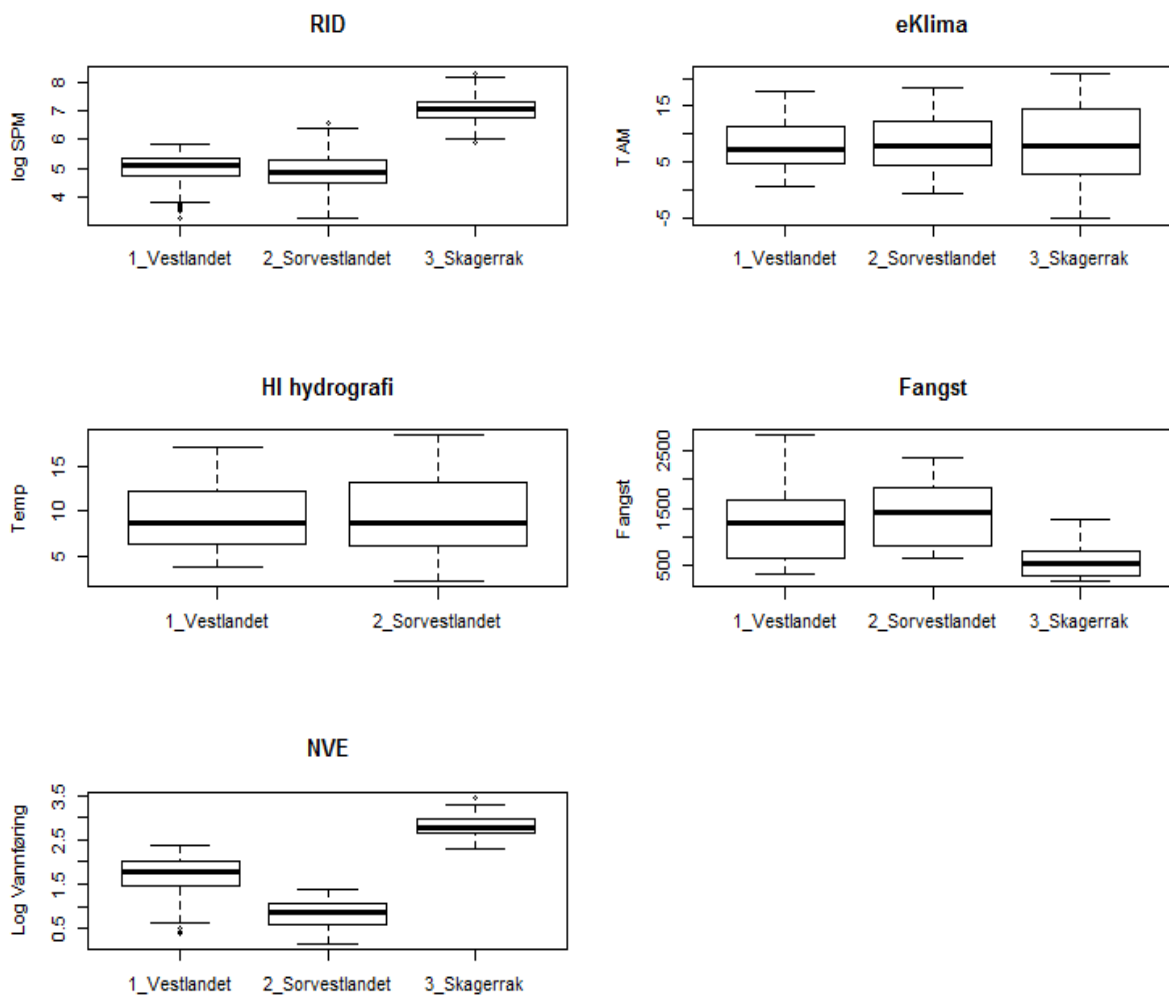 RID
log SPM
8
7
6
5
4
1_Vestlandet 2_Sorvestlandet 3_Skagerrak
eKlima
TAM
15
5
-5
1_Vestlandet 2_Sorvestlandet 3_Skagerrak
HI hydrografi
Temp
15
10
5
1_Vestlandet 2_Sorvestlandet
Fangst
Fangst
2500
1500
500
1_Vestlandet 2_Sorvestlandet 3_Skagerrak
NVE
Log Vannføring
3.5
2.5
1.5
0.5
1_Vestlandet 2_Sorvestlandet 3_Skagerrak